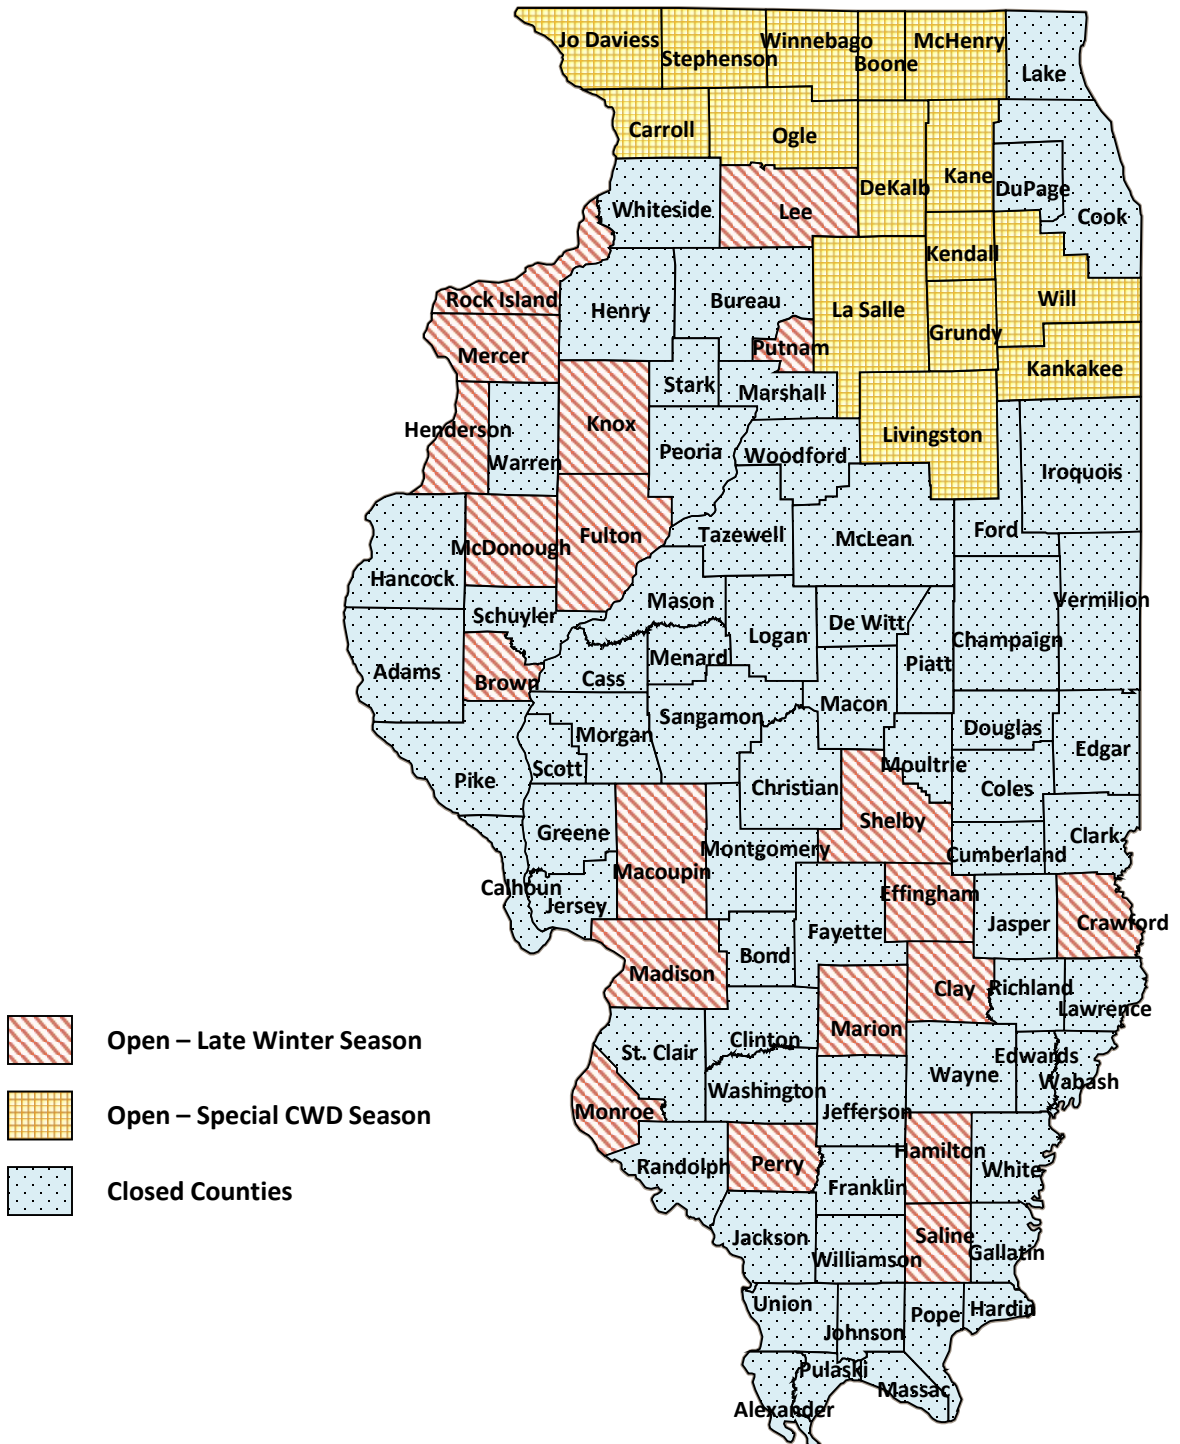 Jo Daviess
Stephenson
Winnebago
Boone
McHenry
Lake
Carroll
Ogle
DeKalb
Kane
DuPage
Cook
Whiteside
Lee
Kendall
Rock Island
Henry
Bureau
La Salle
Will
Grundy
Putnam
Mercer
Kankakee
Stark
Marshall
Henderson
Knox
Livingston
Warren
Peoria
Woodford
Iroquois
McDonough
Fulton
Tazewell
McLean
Ford
Hancock
Schuyler
Mason
Vermilion
Logan
De Witt
Champaign
Adams
Brown
Cass
Menard
Piatt
Macon
Sangamon
Douglas
Morgan
Edgar
Pike
Scott
Moultrie
Christian
Coles
Greene
Shelby
Clark
Montgomery
Cumberland
Macoupin
Calhoun
Jersey
Effingham
Jasper
Crawford
Fayette
Bond
Madison
Clay
Richland
Lawrence
Marion
Clinton
St. Clair
Edwards
Wayne
Wabash
Washington
Monroe
Jefferson
Hamilton
Randolph
Perry
White
Franklin
Jackson
Saline
Gallatin
Williamson
Union
Pope
Hardin
Johnson
Pulaski
Massac
Alexander
Open – Late Winter Season
Open – Special CWD Season
Closed Counties